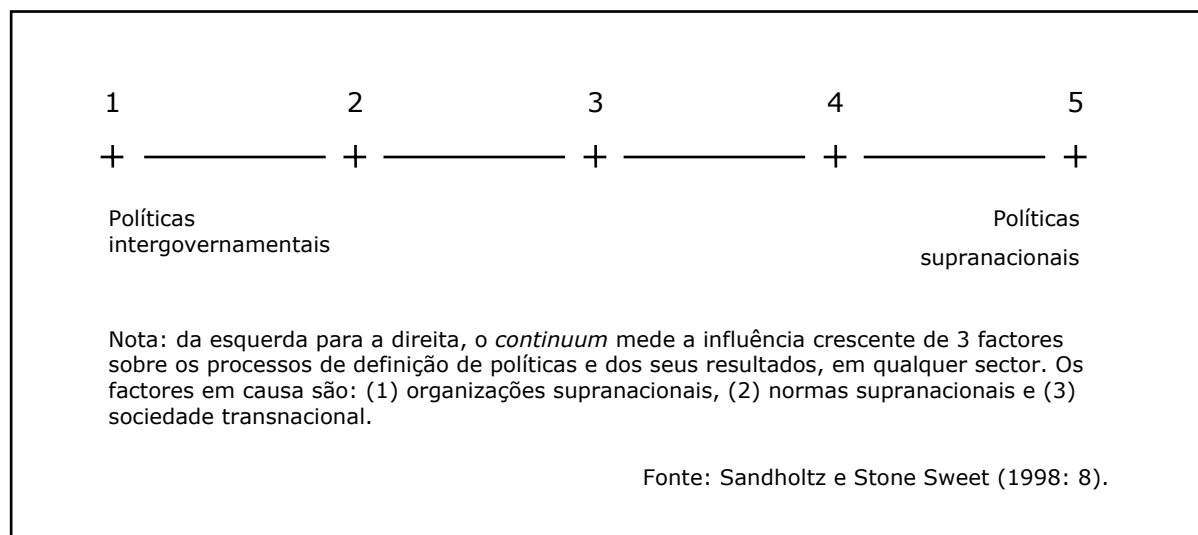 1 2 3 4 5
Políticas
intergovernamentais
Políticas
supranacionais
Nota: da esquerda para a direita, o continuum mede a influência crescente de 3 factores
sobre os processos de definição de políticas e dos seus resultados, em qualquer sector. Os
factores em causa são: (1) organizações supranacionais, (2) normas supranacionais e (3)
sociedade transnacional.
Fonte: Sandholtz e Stone Sweet (1998: 8).